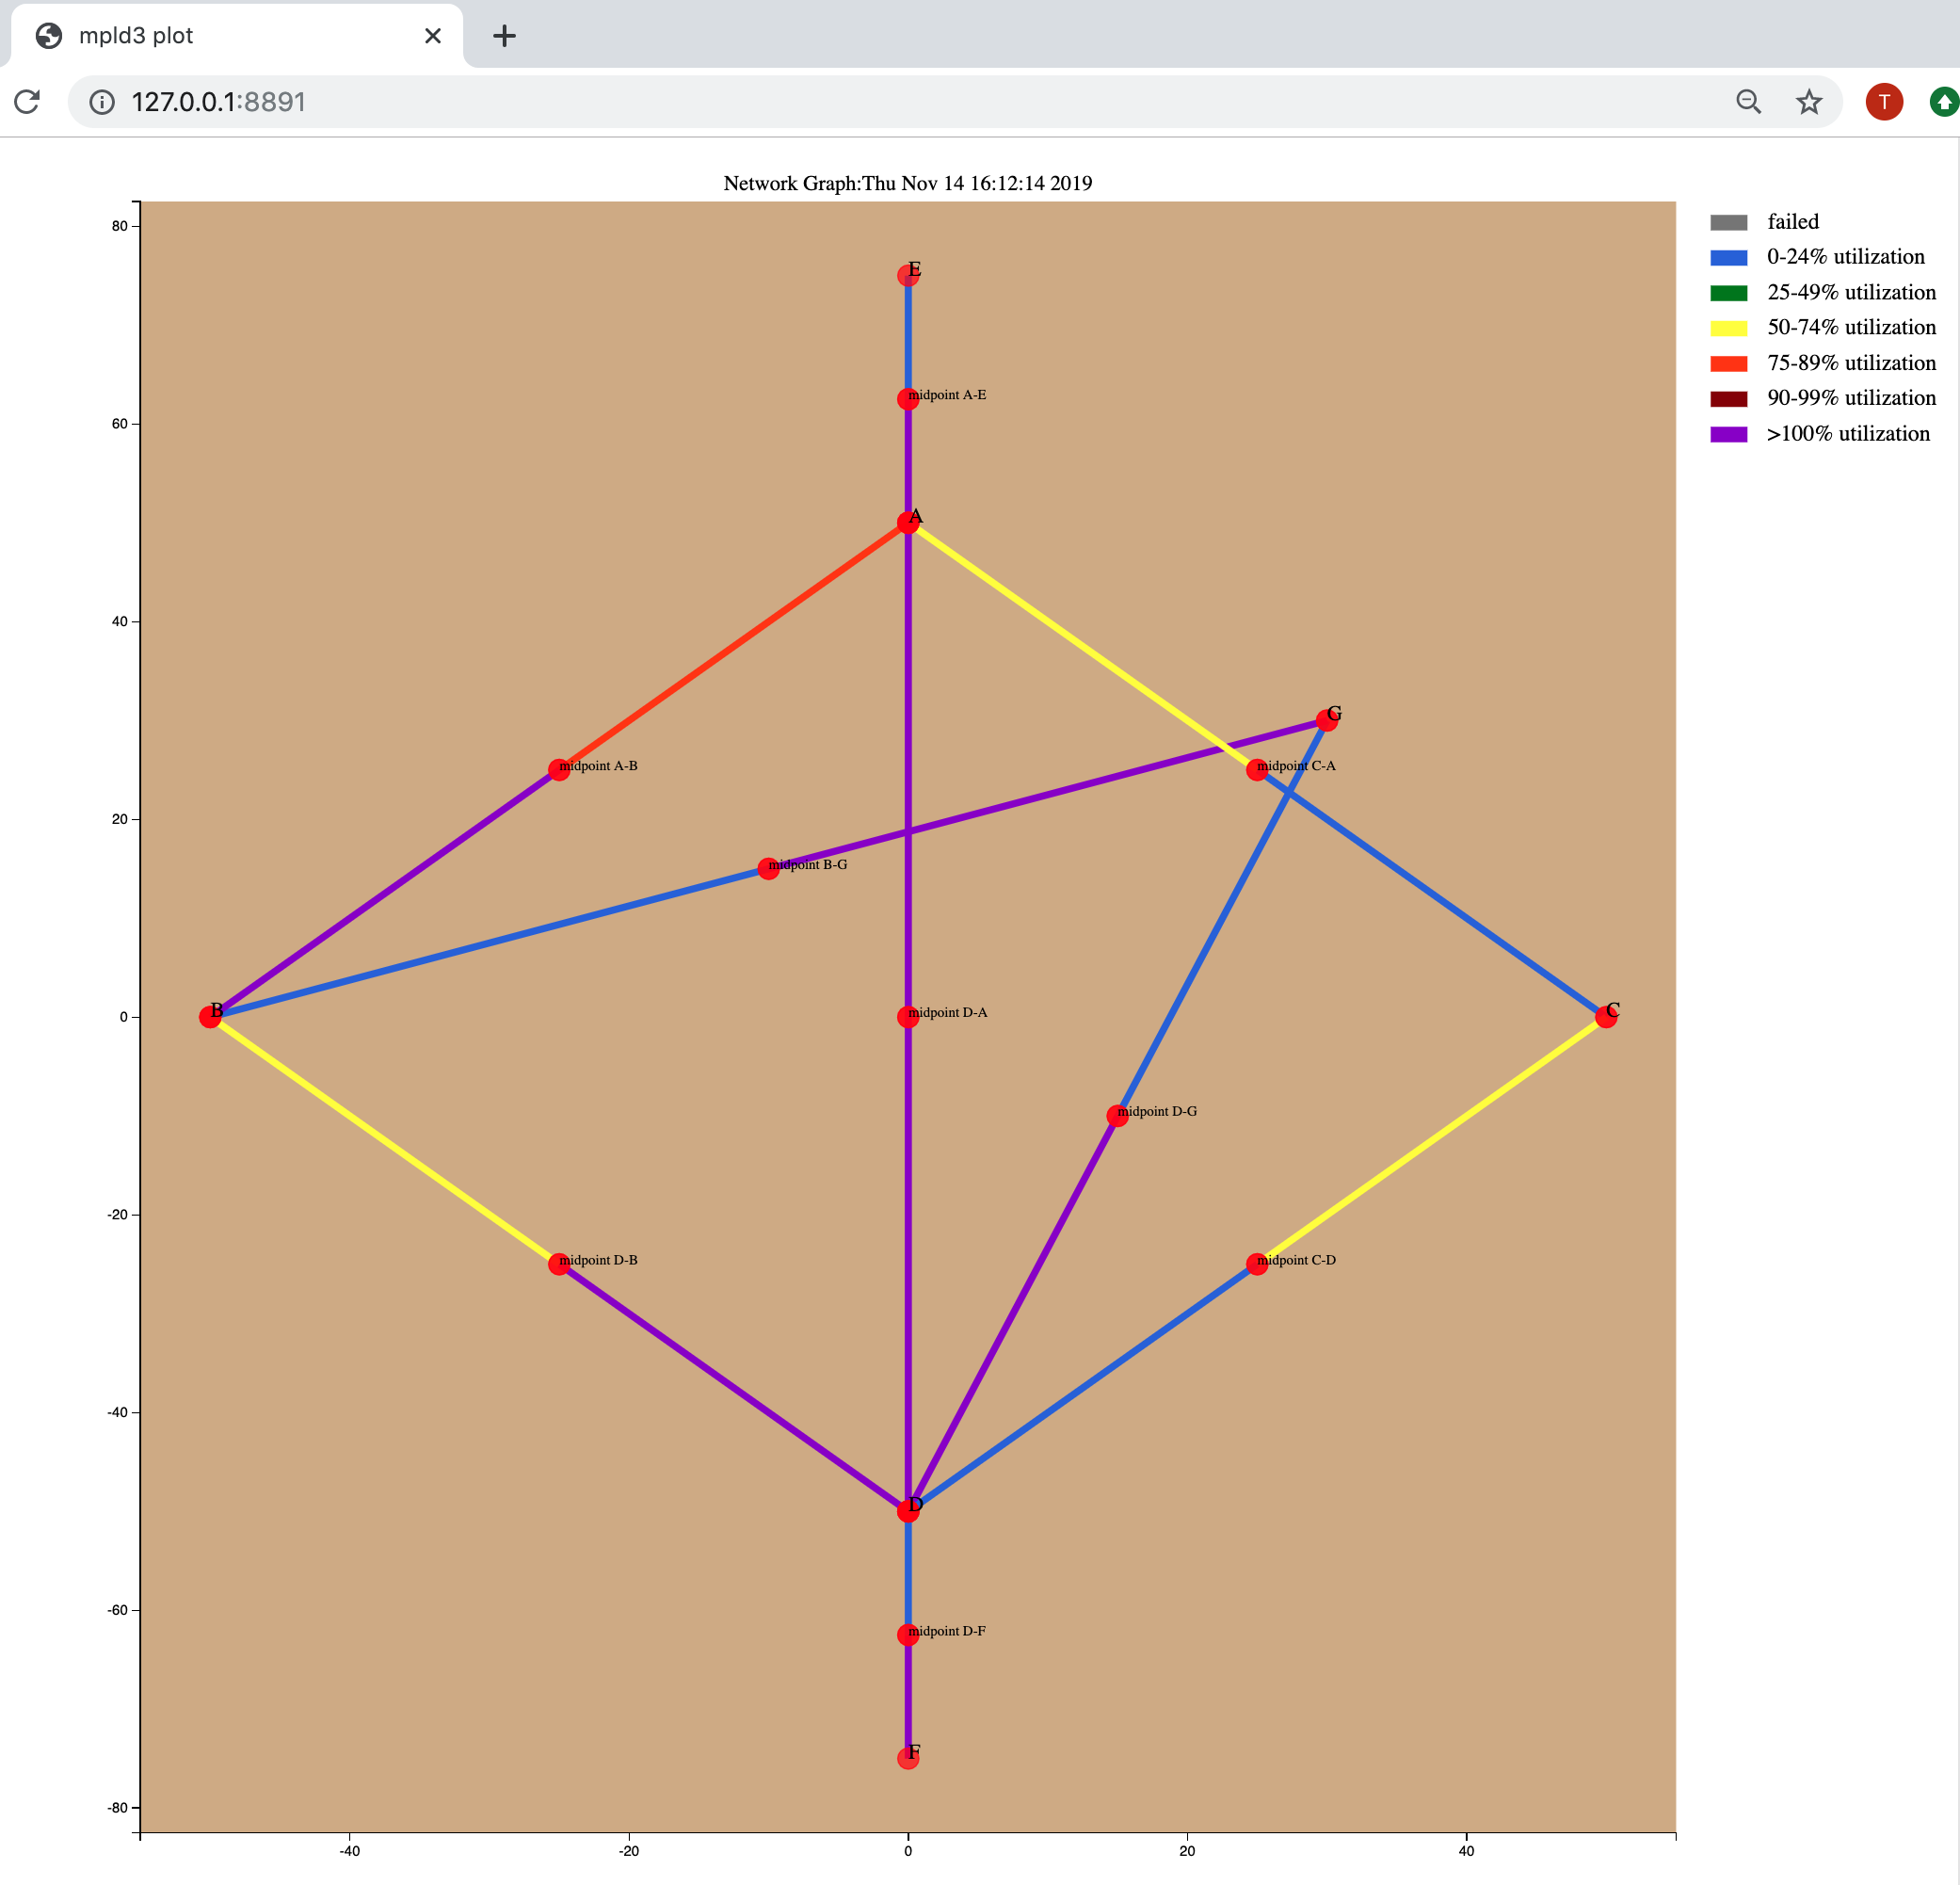 mpld3 plot
127.0.0.1:8891
T
Network Graph:Thu Nov 14 16:12:14 2019
failed
0-24% utilization
25-49% utilization
50-74% utilization
75-89% utilization
90-99% utilization
>100% utilization
80
60
40
20
0
-20
-40
-60
-80
E
midpoint A-E
A
G
midpoint A-B
midpoint C-A
midpoint B-G
B
midpoint D-A
C
midpoint D-G
midpoint D-B
midpoint C-D
D
midpoint D-F
F
-40
-20
0
20
40